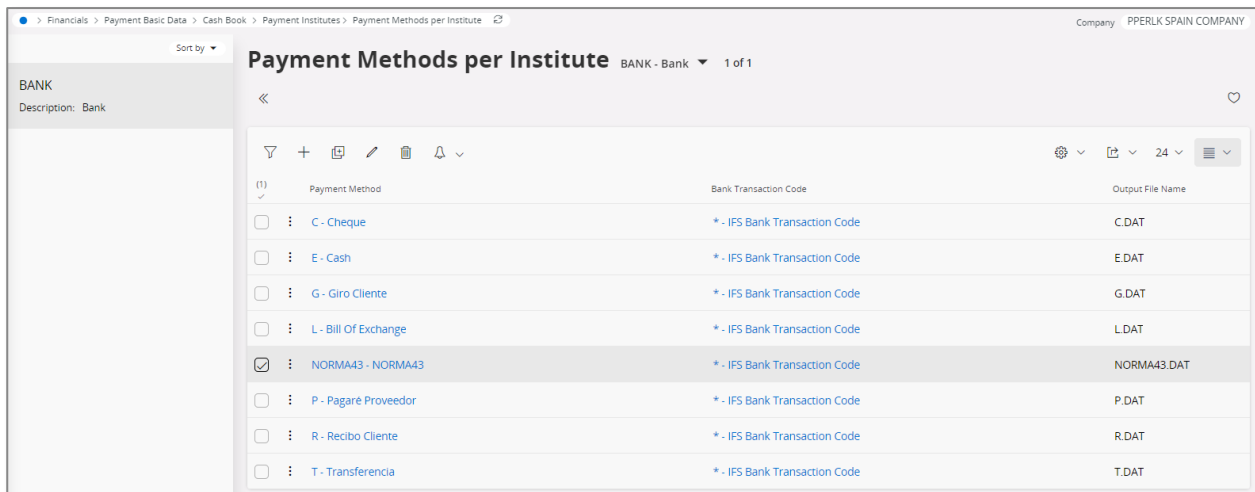 > Financials > Payment Basic Data > Cash Book > Payment Institutes > Payment Methods per Institute
Company PPERLK SPAIN COMPANY
Sort by
BANK
Description: Bank
Payment Methods per Institute BANK - Bank 1 of 1
24
(1)
Payment Method Bank Transaction Code Output File Name
C - Cheque * - IFS Bank Transaction Code C.DAT
E - Cash * - IFS Bank Transaction Code E.DAT
G - Giro Cliente * - IFS Bank Transaction Code G.DAT
L - Bill Of Exchange * - IFS Bank Transaction Code L.DAT
NORMA43 - NORMA43 * - IFS Bank Transaction Code NORMA43.DAT
P - Pagarè Proveedor * - IFS Bank Transaction Code P.DAT
R - Recibo Cliente * - IFS Bank Transaction Code R.DAT
T - Transferencia * - IFS Bank Transaction Code T.DAT